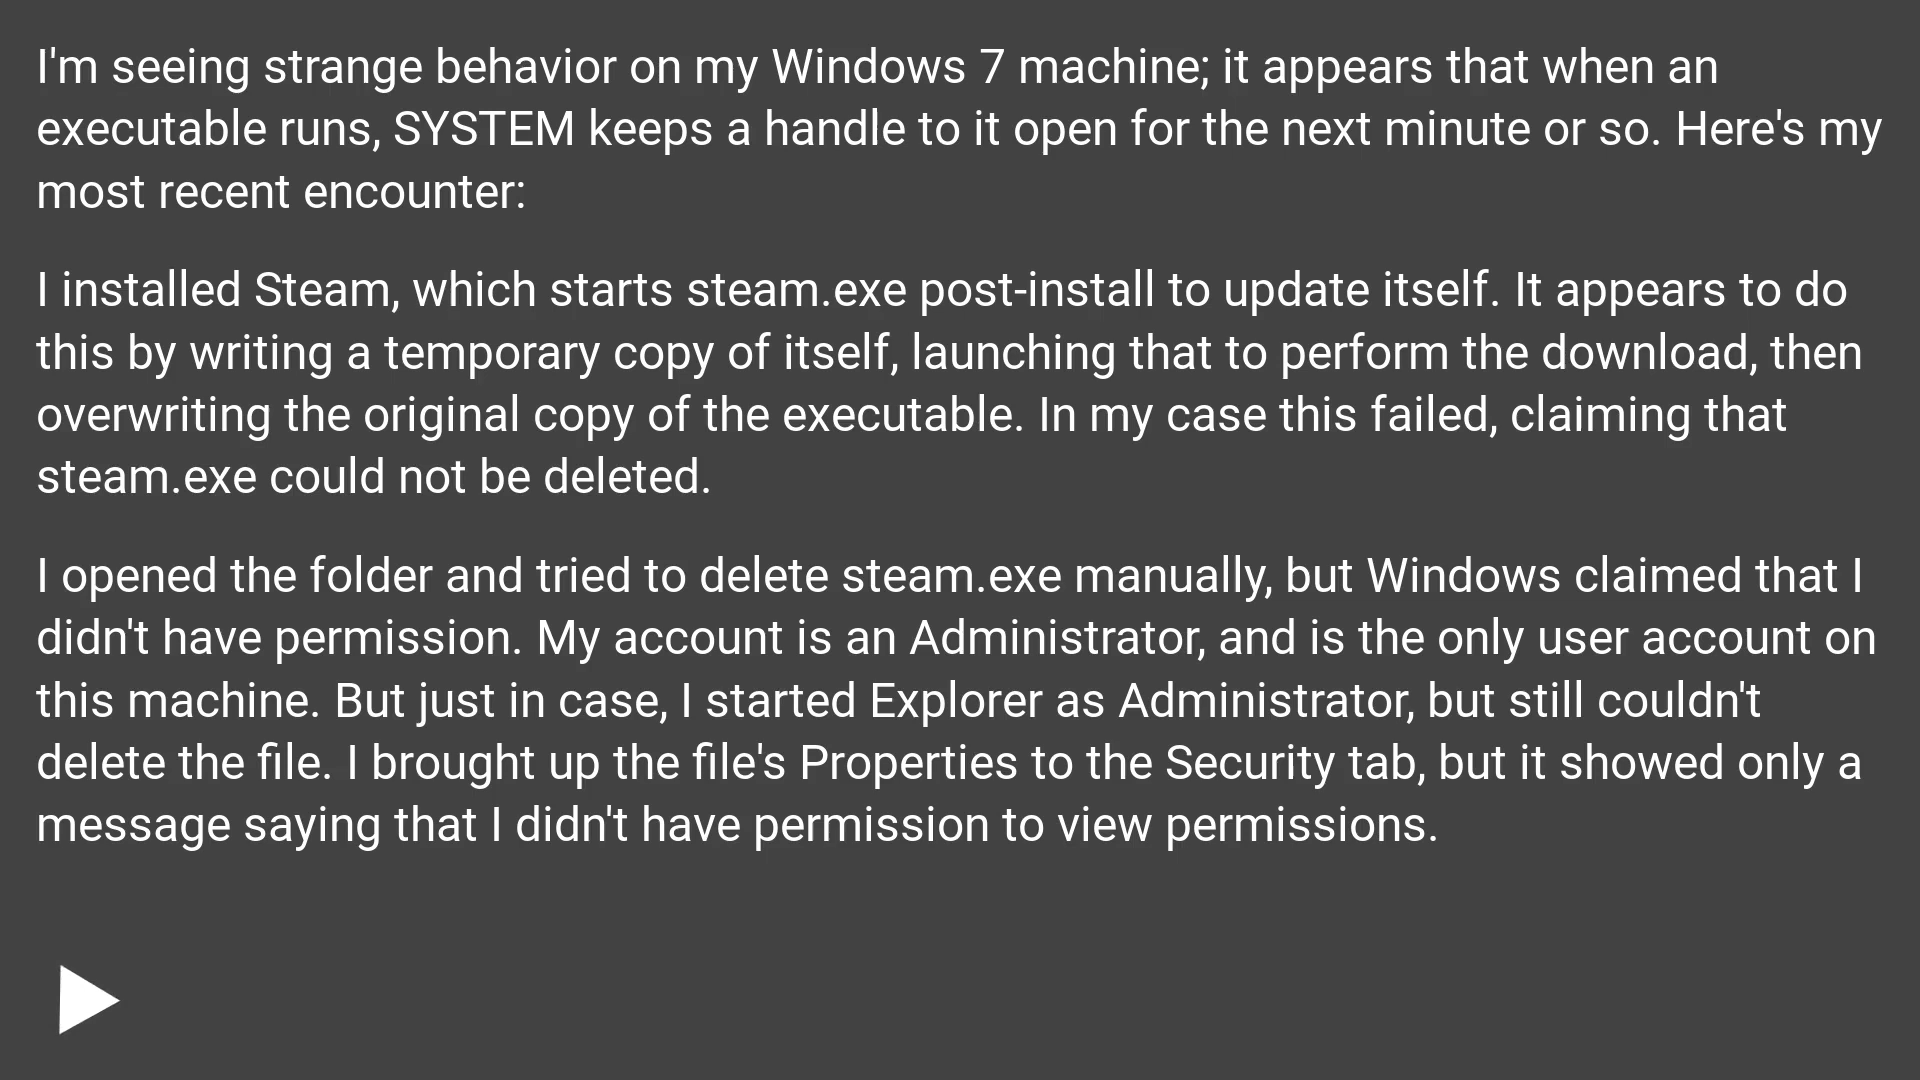 I'm seeing strange behavior on my Windows 7 machine; it appears that when an
executable runs, SYSTEM keeps a handle to it open for the next minute or so. Here's my
most recent encounter:
I installed Steam, which starts steam.exe post-install to update itself. It appears to do
this by writing a temporary copy of itself, launching that to perform the download, then
overwriting the original copy of the executable. In my case this failed, claiming that
steam.exe could not be deleted.
I opened the folder and tried to delete steam.exe manually, but Windows claimed that I
didn't have permission. My account is an Administrator, and is the only user account on
this machine. But just in case, I started Explorer as Administrator, but still couldn't
delete the file. I brought up the file's Properties to the Security tab, but it showed only a
message saying that I didn't have permission to view permissions.